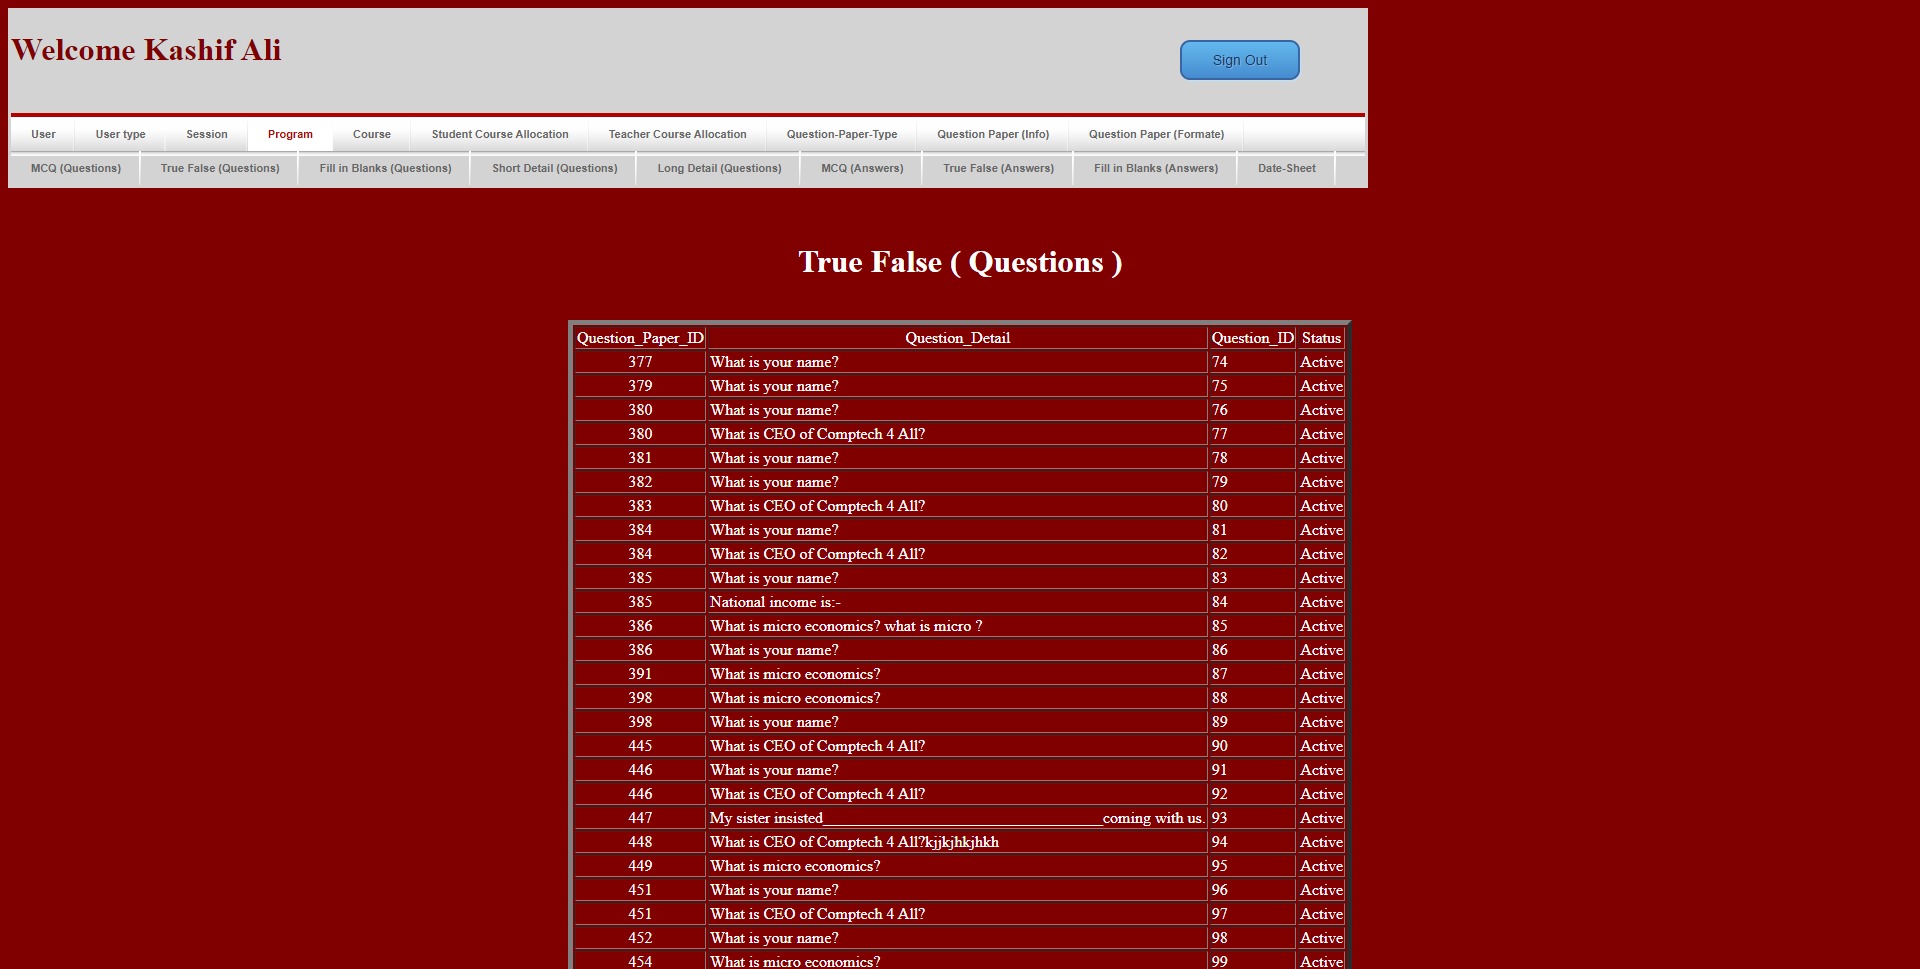 Welcome Kashif Ali
Sign Out
User User type Session Program Course Student Course Allocation Teacher Course Allocation Question-Paper-Type Question Paper (Info) Question Paper (Formate)
MCQ (Questions) True False (Questions) Fill in Blanks (Questions) Short Detail (Questions) Long Detail (Questions) MCQ (Answers) True False (Answers) Fill in Blanks (Answers) Date-Sheet
True False ( Questions )
Question_Paper_ID Question_Detail Question_ID Status
377 What is your name? 74 Active
379 What is your name? 75 Active
380 What is your name? 76 Active
380 What is CEO of Comptech 4 All? 77 Active
381 What is your name? 78 Active
382 What is your name? 79 Active
383 What is CEO of Comptech 4 All? 80 Active
384 What is your name? 81 Active
384 What is CEO of Comptech 4 All? 82 Active
385 What is your name? 83 Active
385 National income is:- 84 Active
386 What is micro economics? what is micro ? 85 Active
386 What is your name? 86 Active
391 What is micro economics? 87 Active
398 What is micro economics? 88 Active
398 What is your name? 89 Active
445 What is CEO of Comptech 4 All? 90 Active
446 What is your name? 91 Active
446 What is CEO of Comptech 4 All? 92 Active
447 My sister insisted___________________________________coming with us. 93 Active
448 What is CEO of Comptech 4 All?kjjkjhkjhkh 94 Active
449 What is micro economics? 95 Active
451 What is your name? 96 Active
451 What is CEO of Comptech 4 All? 97 Active
452 What is your name? 98 Active
454 What is micro economics? 99 Active